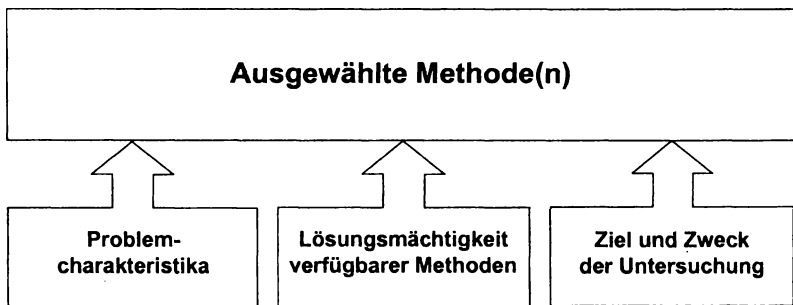 Ausgewählte Methode(n)
Problem-
charakteristika
Lösungsmächtigkeit
verfügbarer Methoden
Ziel und Zweck
der Untersuchung